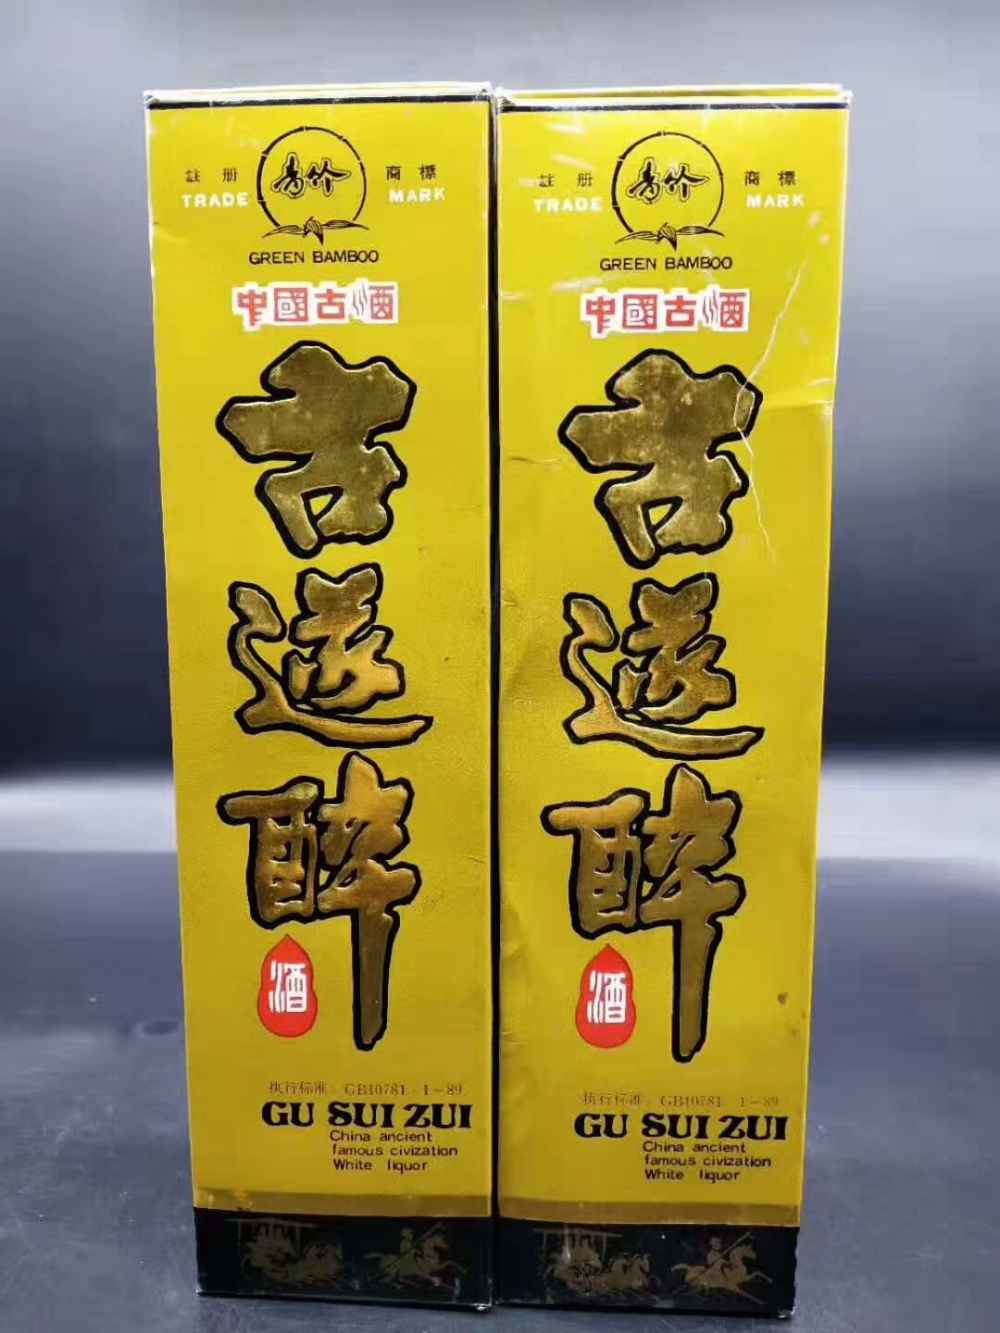 註册 青竹 商標
TRADE MARK
GREEN BAMBOO
中國古酒
古遂醉
酒
执行标准: GB10781.1-89
GU SUI ZUI
China ancient
famous civization
White liquor
註册 青竹 商標
TRADE MARK
GREEN BAMBOO
中國古酒
古遂醉
酒
执行标准: GB10781.1-89
GU SUI ZUI
China ancient
famous civization
White liquor